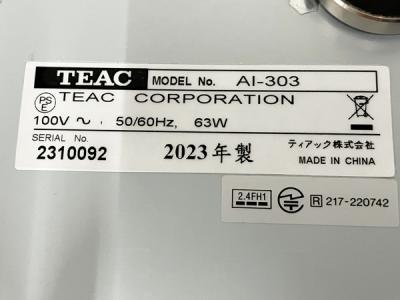 TEAC MODEL No. AI-303
PS E TEAC CORPORATION
100V ~ 50/60Hz, 63W
SERIAL No.
2310092 2023年製 ティアック株式会社
MADE IN CHINA
2.4FH1 R 217-220742